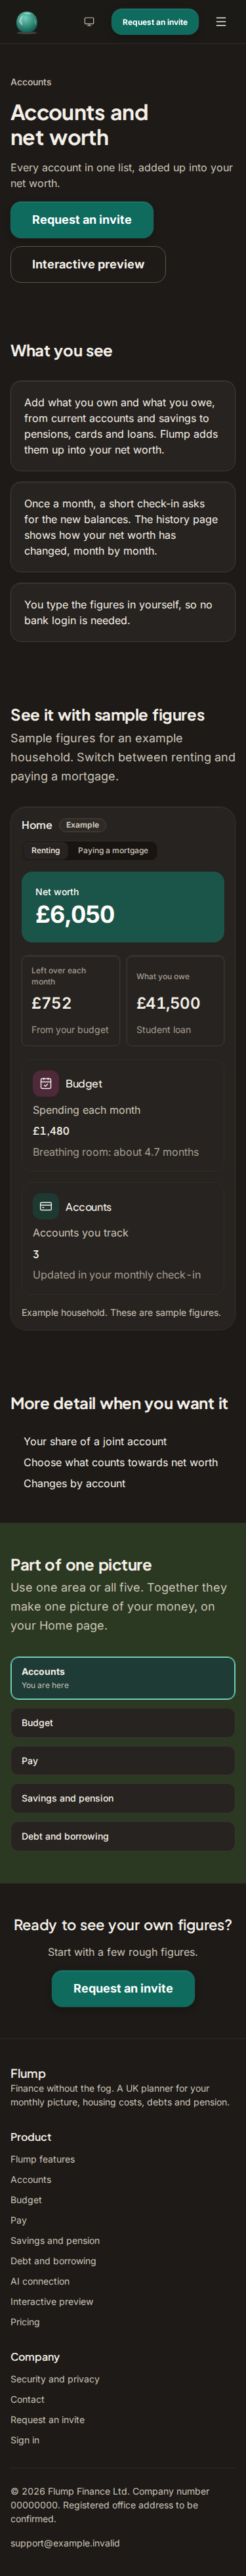 Request an invite
Accounts
Accounts and
net worth
Every account in one list, added up into your
net worth.
Request an invite
Interactive preview
What you see
Add what you own and what you owe,
from current accounts and savings to
pensions, cards and loans. Flump adds
them up into your net worth.
Once a month, a short check-in asks
for the new balances. The history page
shows how your net worth has
changed, month by month.
You type the figures in yourself, so no
bank login is needed.
See it with sample figures
Sample figures for an example
household. Switch between renting and
paying a mortgage.
Home Example
Renting Paying a mortgage
Net worth
£6,050
Left over each
month
£752
From your budget
What you owe
£41,500
Student loan
Budget
Spending each month
£1,480
Breathing room: about 4.7 months
Accounts
Accounts you track
3
Updated in your monthly check-in
Example household. These are sample figures.
More detail when you want it
Your share of a joint account
Choose what counts towards net worth
Changes by account
Part of one picture
Use one area or all five. Together they
make one picture of your money, on
your Home page.
Accounts
You are here
Budget
Pay
Savings and pension
Debt and borrowing
Ready to see your own figures?
Start with a few rough figures.
Request an invite
Flump
Finance without the fog. A UK planner for your
monthly picture, housing costs, debts and pension.
Product
Flump features
Accounts
Budget
Pay
Savings and pension
Debt and borrowing
AI connection
Interactive preview
Pricing
Company
Security and privacy
Contact
Request an invite
Sign in
© 2026 Flump Finance Ltd. Company number
00000000. Registered office address to be
confirmed.
support@example.invalid